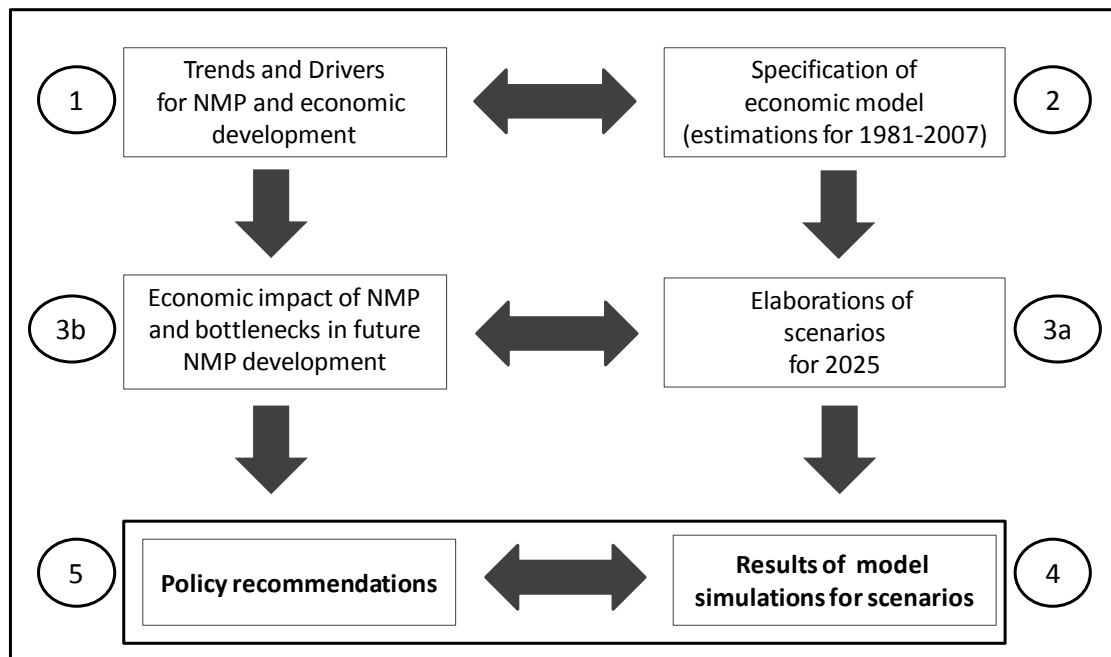 1
Trends and Drivers
for NMP and economic
development
Specification of
economic model
(estimations for 1981-2007)
2
3b
Economic impact of NMP
and bottlenecks in future
NMP development
Elaborations of
scenarios
for 2025
3a
5
Policy recommendations
Results of model
simulations for scenarios
4